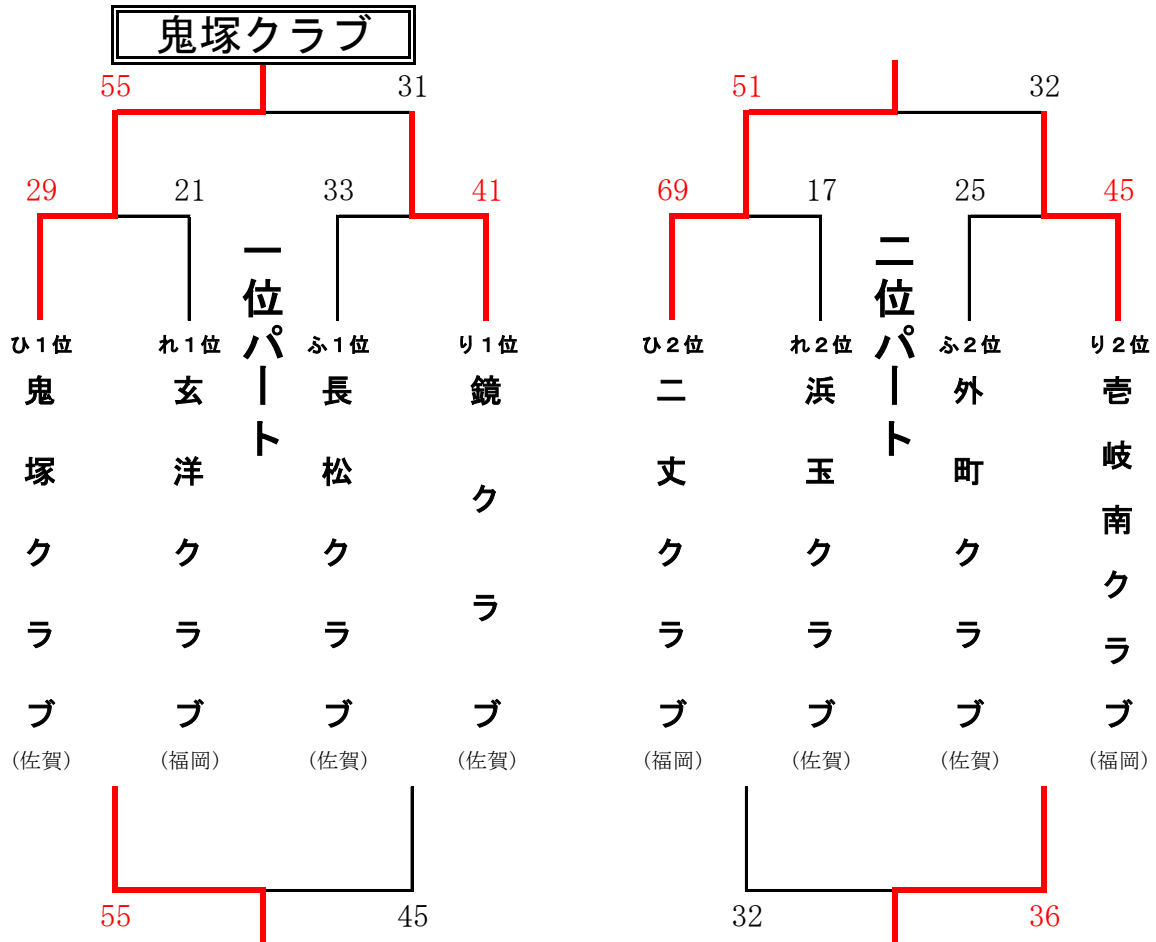 鬼塚クラブ
55
31
29
21
33
41
一位パート
ひ１位
れ１位
ふ１位
り１位
鬼塚クラブ
玄洋クラブ
長松クラブ
鏡クラブ
(佐賀)
(福岡)
(佐賀)
(佐賀)
55
45
51
32
69
17
25
45
二位パート
ひ２位
れ２位
ふ２位
り２位
二丈クラブ
浜玉クラブ
外町クラブ
壱岐南クラブ
(福岡)
(佐賀)
(佐賀)
(福岡)
32
36